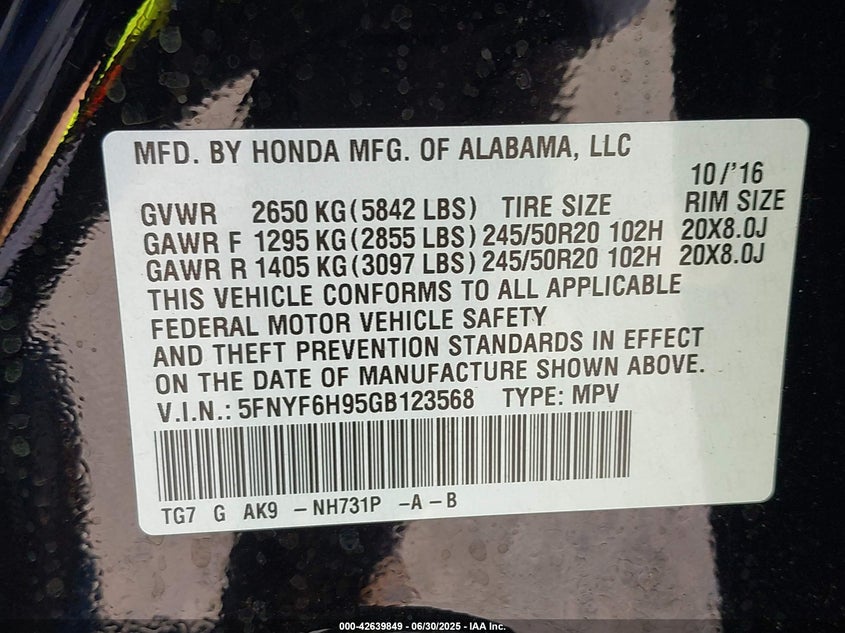 MFD. BY HONDA MFG. OF ALABAMA, LLC
10/'16
GVWR 2650 KG(5842 LBS) TIRE SIZE RIM SIZE
GAWR F 1295 KG(2855 LBS) 245/50R20 102H 20X8.0J
GAWR R 1405 KG(3097 LBS) 245/50R20 102H 20X8.0J
THIS VEHICLE CONFORMS TO ALL APPLICABLE
FEDERAL MOTOR VEHICLE SAFETY
AND THEFT PREVENTION STANDARDS IN EFFECT
ON THE DATE OF MANUFACTURE SHOWN ABOVE.
V.I.N.: 5FNYF6H95GB123568 TYPE: MPV
TG7 G AK9 -NH731P -A-B
000-42639849 - 06/30/2025 - IAA Inc.